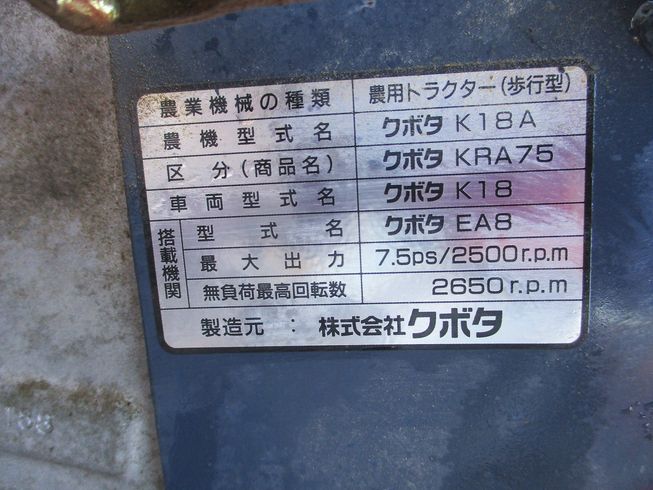 農業機械の種類 農用トラクター(歩行型)
農機型式名 クボタ K18A
区分(商品名) クボタ KRA75
車両型式名 クボタ K18
搭載機関 型式名 クボタ EA8
最大出力 7.5ps/2500r.p.m
無負荷最高回転数 2650r.p.m
製造元: 株式会社クボタ